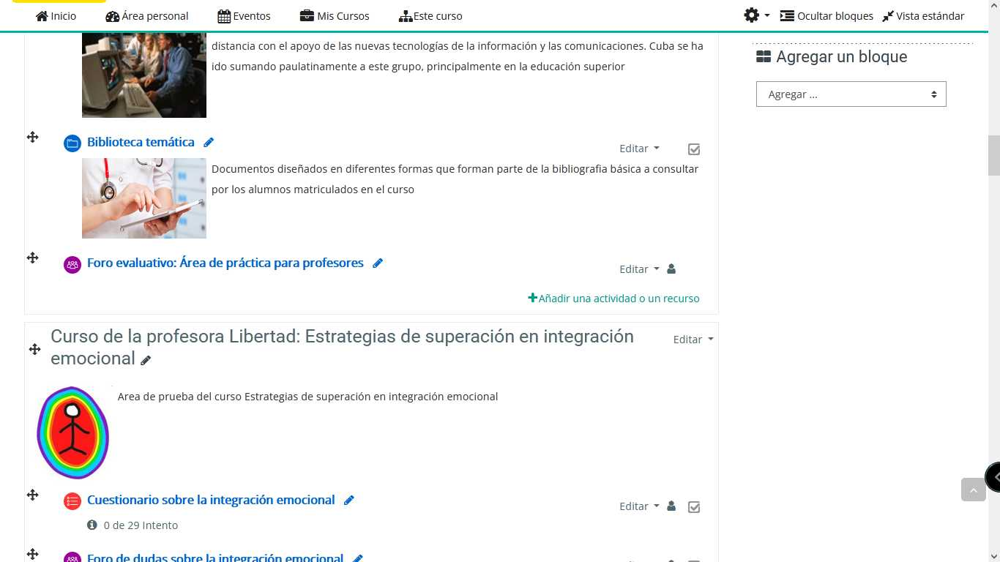 Inicio Área personal Eventos Mis Cursos Este curso Ocultar bloques Vista estándar
distancia con el apoyo de las nuevas tecnologías de la información y las comunicaciones. Cuba se ha
ido sumando paulatinamente a este grupo, principalmente en la educación superior
Agregar un bloque
Agregar ...
Biblioteca temática
Editar
Documentos diseñados en diferentes formas que forman parte de la bibliografia básica a consultar
por los alumnos matriculados en el curso
Foro evaluativo: Área de práctica para profesores
Editar
Añadir una actividad o un recurso
Curso de la profesora Libertad: Estrategias de superación en integración
emocional
Editar
Area de prueba del curso Estrategias de superación en integración emocional
Cuestionario sobre la integración emocional
Editar
0 de 29 Intento
Foro de dudas sobre la integración emocional